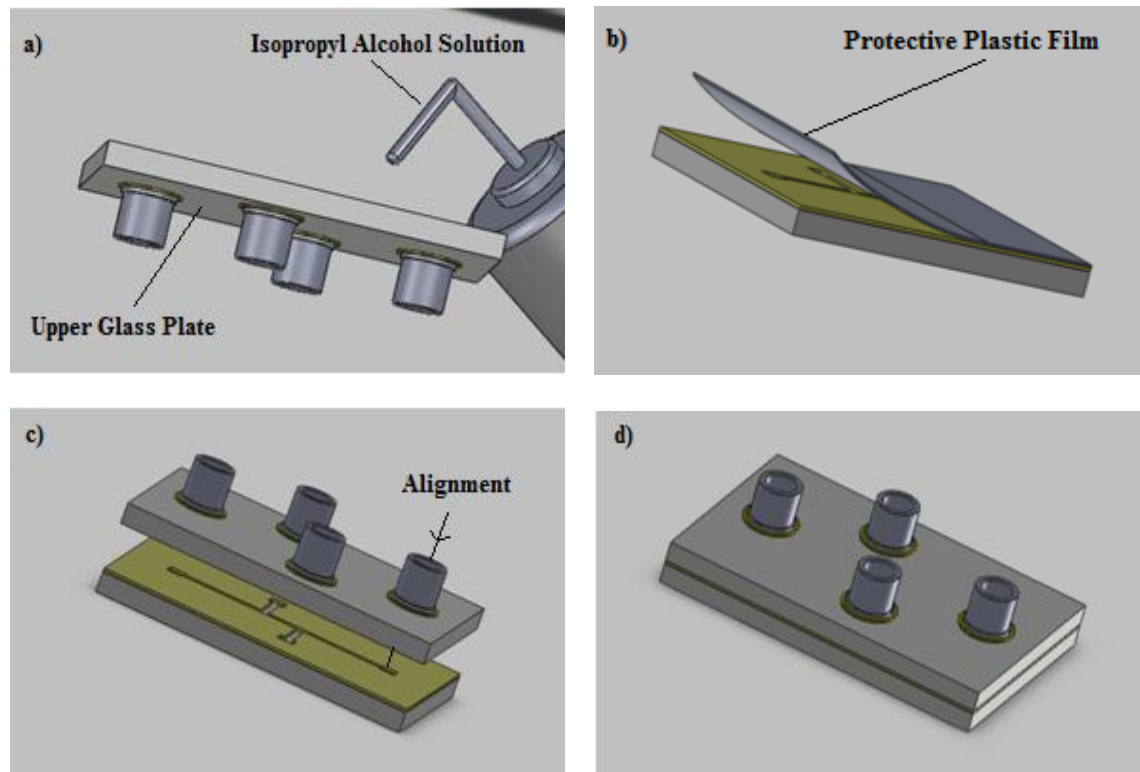 a)
Isopropyl Alcohol Solution
Upper Glass Plate
b)
Protective Plastic Film
c)
Alignment
d)